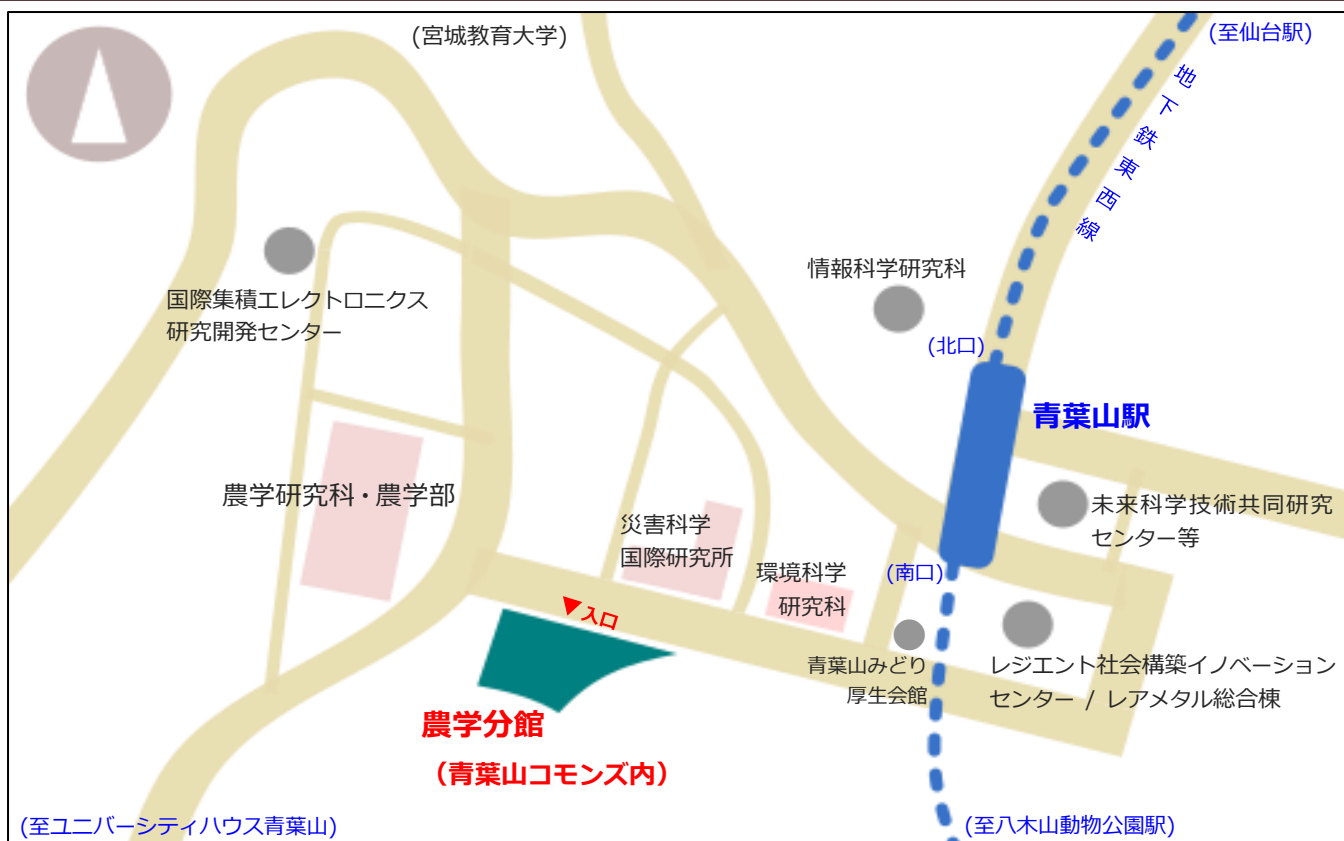 (宮城教育大学)
(至仙台駅)
地下鉄東西線
情報科学研究科
国際集積エレクトロニクス
研究開発センター
(北口)
青葉山駅
農学研究科・農学部
未来科学技術共同研究
センター等
災害科学
国際研究所
環境科学
研究科
(南口)
入口
青葉山みどり
厚生会館
レジエント社会構築イノベーション
センター / レアメタル総合棟
農学分館
(青葉山コモンズ内)
(至ユニバーシティハウス青葉山)
(至八木山動物公園駅)